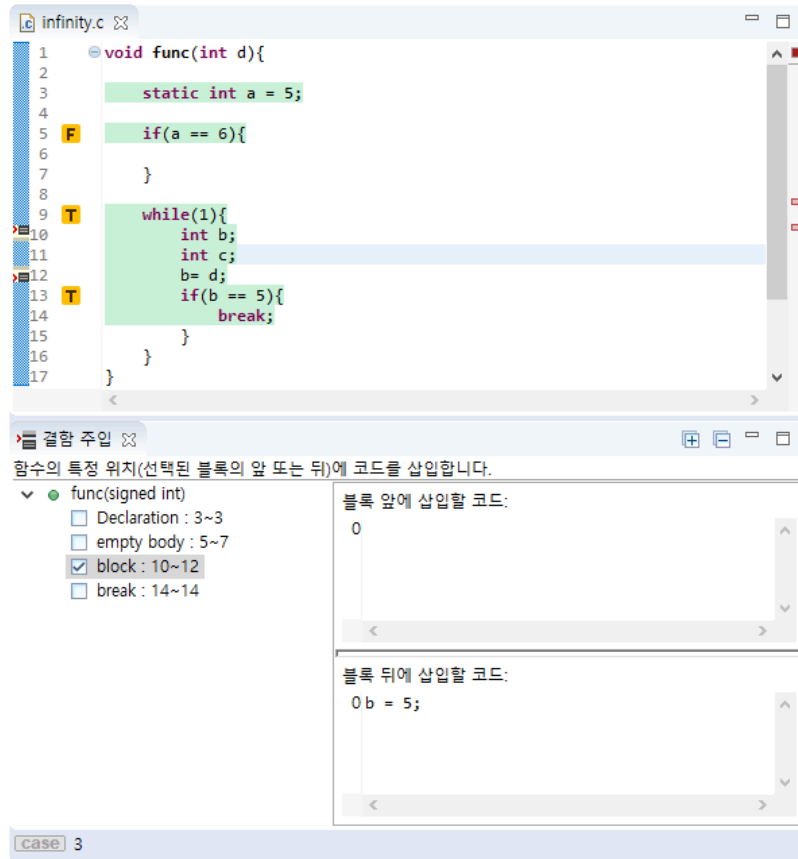 infinity.c
1 void func(int d){
2
3 static int a = 5;
4
5 F if(a == 6){
6
7 }
8
9 T while(1){
10 int b;
11 int c;
12 b= d;
13 T if(b == 5){
14 break;
15 }
16 }
17 }
결함 주입
함수의 특정 위치(선택된 블록의 앞 또는 뒤)에 코드를 삽입합니다.
func(signed int)
Declaration : 3~3
empty body : 5~7
block : 10~12
break : 14~14
블록 앞에 삽입할 코드:
0
블록 뒤에 삽입할 코드:
0 b = 5;
case 3